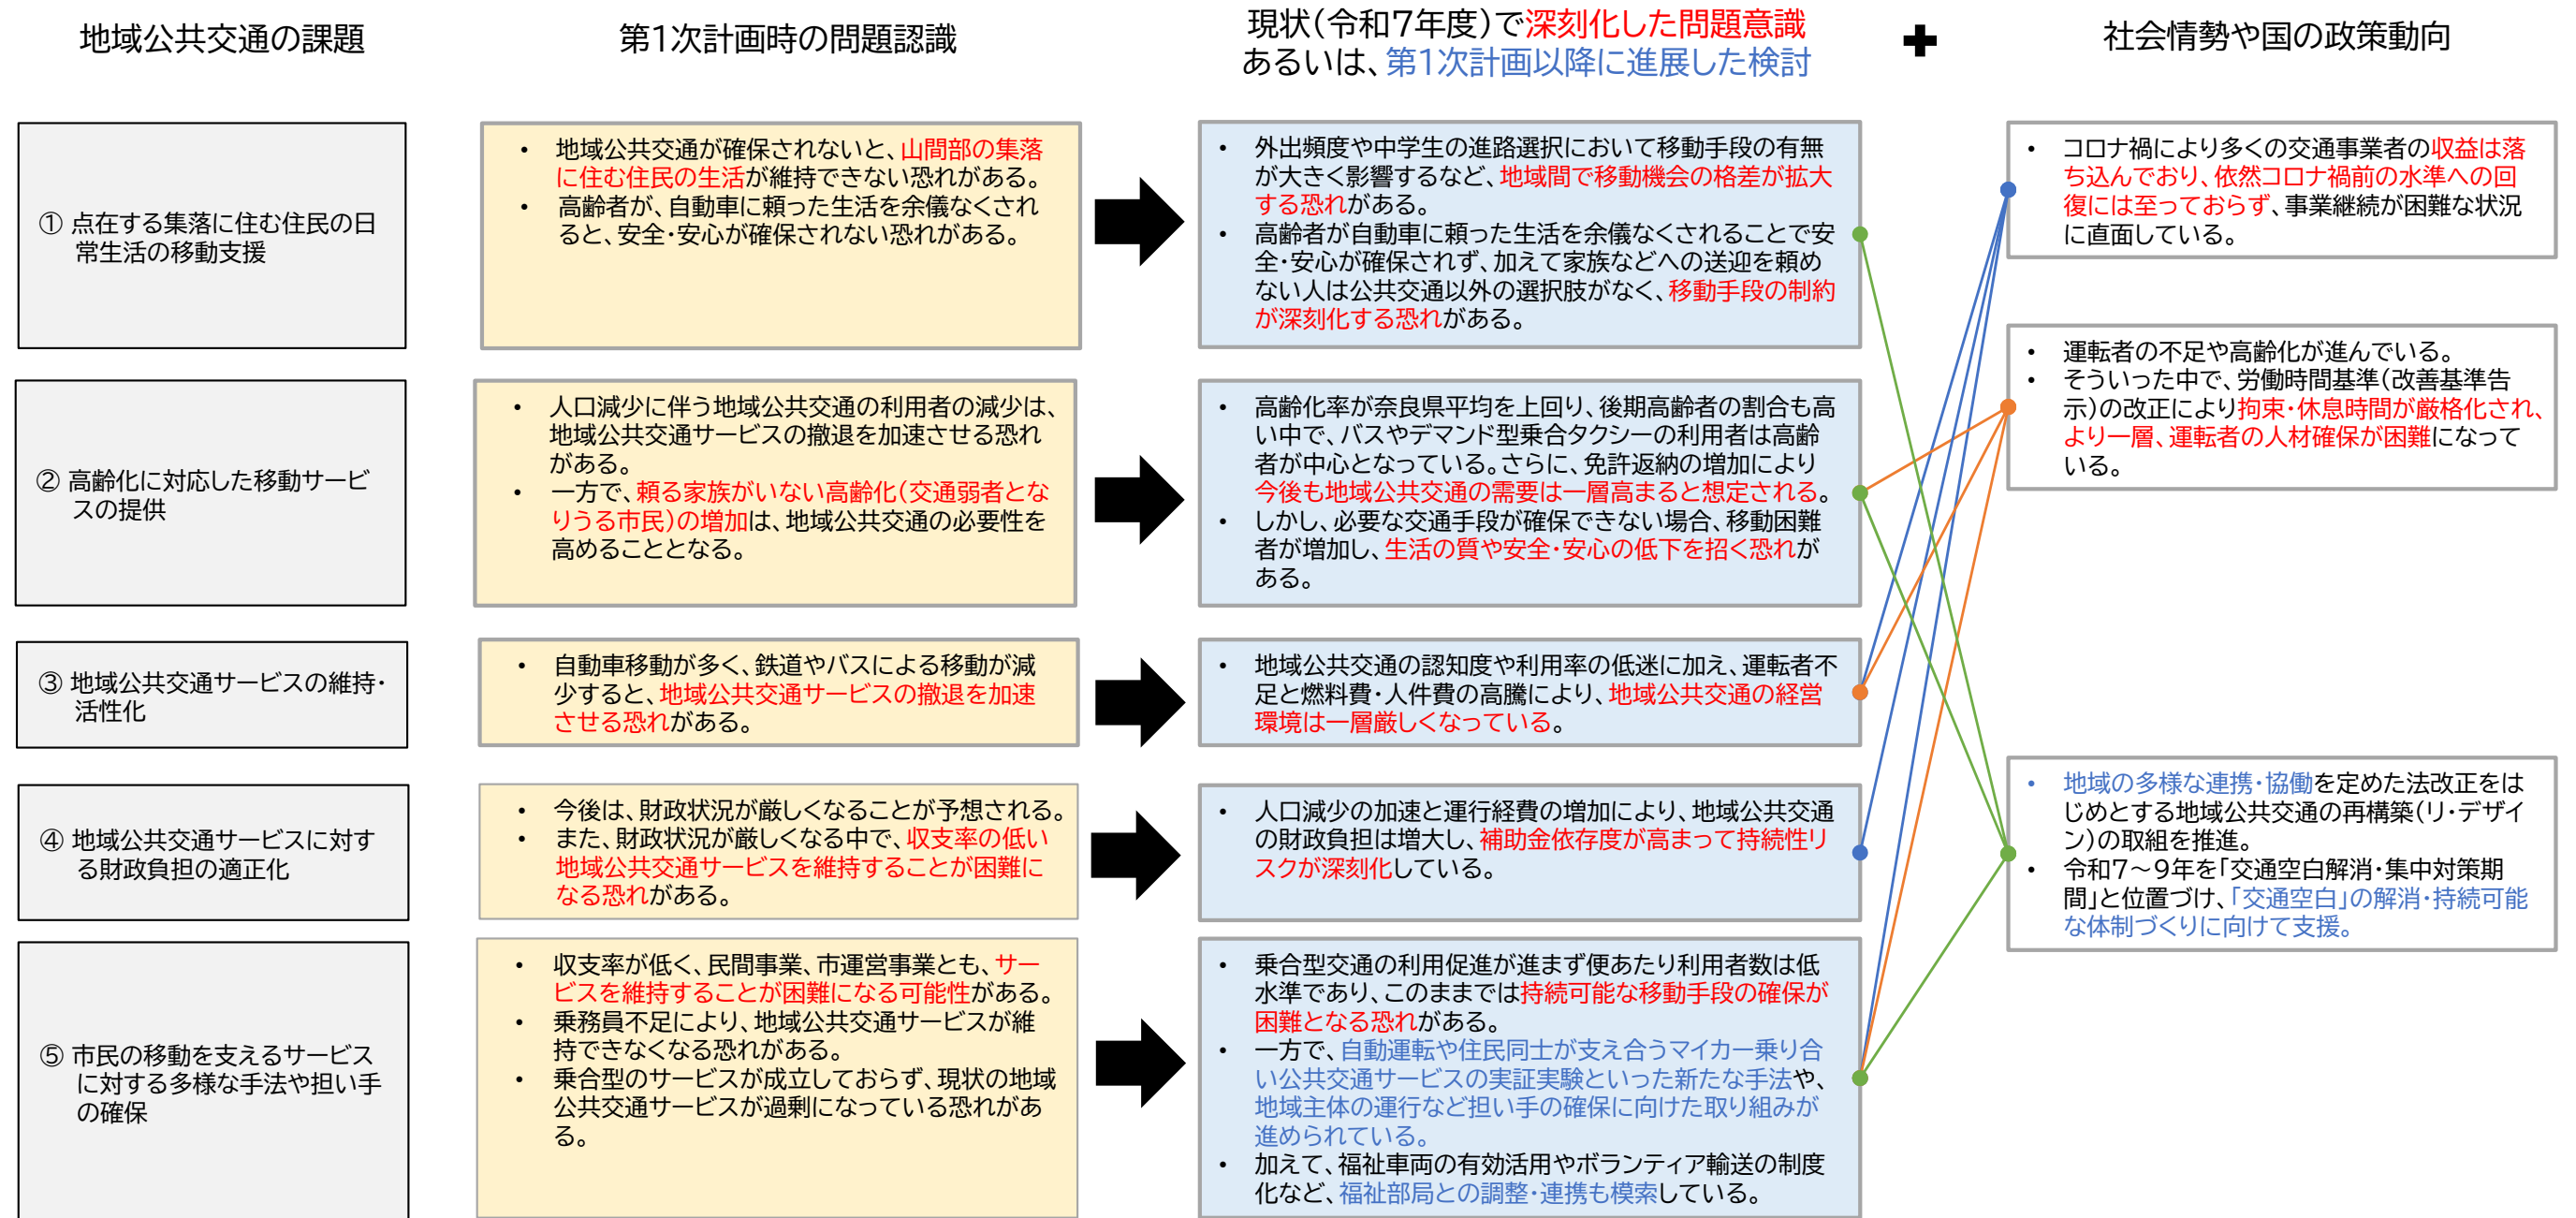 地域公共交通の課題
第1次計画時の問題認識
現状(令和7年度)で深刻化した問題意識
あるいは、第1次計画以降に進展した検討
社会情勢や国の政策動向
① 点在する集落に住む住民の日
常生活の移動支援
• 地域公共交通が確保されないと、山間部の集落
に住む住民の生活が維持できない恐れがある。
• 高齢者が、自動車に頼った生活を余儀なくされ
ると、安全・安心が確保されない恐れがある。
• 外出頻度や中学生の進路選択において移動手段の有無
が大きく影響するなど、地域間で移動機会の格差が拡大
する恐れがある。
• 高齢者が自動車に頼った生活を余儀なくされることで安
全・安心が確保されず、加えて家族などへの送迎を頼め
ない人は公共交通以外の選択肢がなく、移動手段の制約
が深刻化する恐れがある。
② 高齢化に対応した移動サービ
スの提供
• 人口減少に伴う地域公共交通の利用者の減少は、
地域公共交通サービスの撤退を加速させる恐れ
がある。
• 一方で、頼る家族がいない高齢化(交通弱者とな
りうる市民)の増加は、地域公共交通の必要性を
高めることとなる。
• 高齢化率が奈良県平均を上回り、後期高齢者の割合も高
い中で、バスやデマンド型乗合タクシーの利用者は高齢
者が中心となっている。さらに、免許返納の増加により
今後も地域公共交通の需要は一層高まると想定される。
• しかし、必要な交通手段が確保できない場合、移動困難
者が増加し、生活の質や安全・安心の低下を招く恐れが
ある。
③ 地域公共交通サービスの維持・
活性化
• 自動車移動が多く、鉄道やバスによる移動が減
少すると、地域公共交通サービスの撤退を加速
させる恐れがある。
• 地域公共交通の認知度や利用率の低迷に加え、運転者不
足と燃料費・人件費の高騰により、地域公共交通の経営
環境は一層厳しくなっている。
④ 地域公共交通サービスに対す
る財政負担の適正化
• 今後は、財政状況が厳しくなることが予想される。
• また、財政状況が厳しくなる中で、収支率の低い
地域公共交通サービスを維持することが困難に
なる恐れがある。
• 人口減少の加速と運行経費の増加により、地域公共交通
の財政負担は増大し、補助金依存度が高まって持続性リ
スクが深刻化している。
⑤ 市民の移動を支えるサービス
に対する多様な手法や担い手
の確保
• 収支率が低く、民間事業、市運営事業とも、サー
ビスを維持することが困難になる可能性がある。
• 乗務員不足により、地域公共交通サービスが維
持できなくなる恐れがある。
• 乗合型のサービスが成立しておらず、現状の地域
公共交通サービスが過剰になっている恐れがあ
る。
• 乗合型交通の利用促進が進まず便あたり利用者数は低
水準であり、このままでは持続可能な移動手段の確保が
困難となる恐れがある。
• 一方で、自動運転や住民同士が支え合うマイカー乗り合
い公共交通サービスの実証実験といった新たな手法や、
地域主体の運行など担い手の確保に向けた取り組みが
進められている。
• 加えて、福祉車両の有効活用やボランティア輸送の制度
化など、福祉部局との調整・連携も模索している。
• コロナ禍により多くの交通事業者の収益は落
ち込んでおり、依然コロナ禍前の水準への回
復には至っておらず、事業継続が困難な状況
に直面している。
• 運転者の不足や高齢化が進んでいる。
• そういった中で、労働時間基準(改善基準告
示)の改正により拘束・休息時間が厳格化され、
より一層、運転者の人材確保が困難になって
いる。
• 地域の多様な連携・協働を定めた法改正をは
じめとする地域公共交通の再構築(リ・デザイ
ン)の取組を推進。
• 令和7~9年を「交通空白解消・集中対策期
間」と位置づけ、「交通空白」の解消・持続可能
な体制づくりに向けて支援。